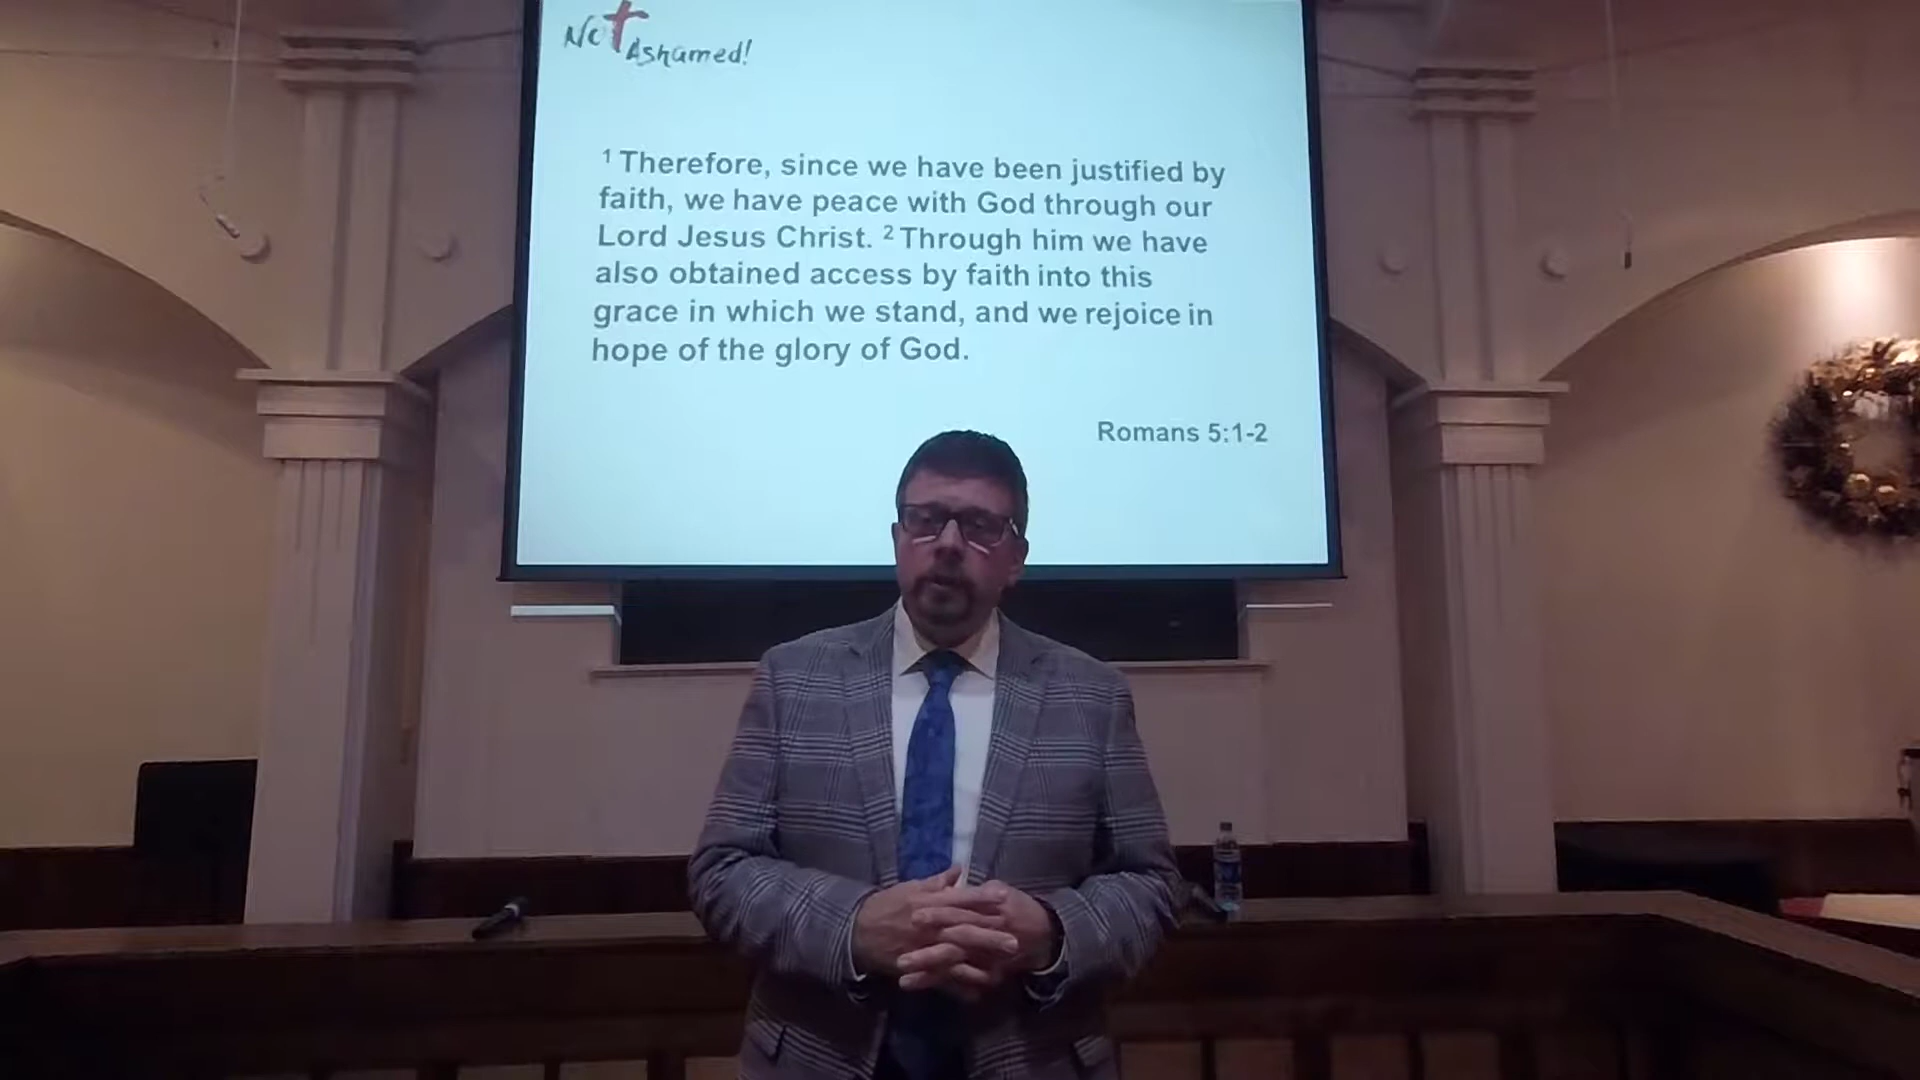 Not
Ashamed!
1 Therefore, since we have been justified by
faith, we have peace with God through our
Lord Jesus Christ. 2 Through him we have
also obtained access by faith into this
grace in which we stand, and we rejoice in
hope of the glory of God.
Romans 5:1-2